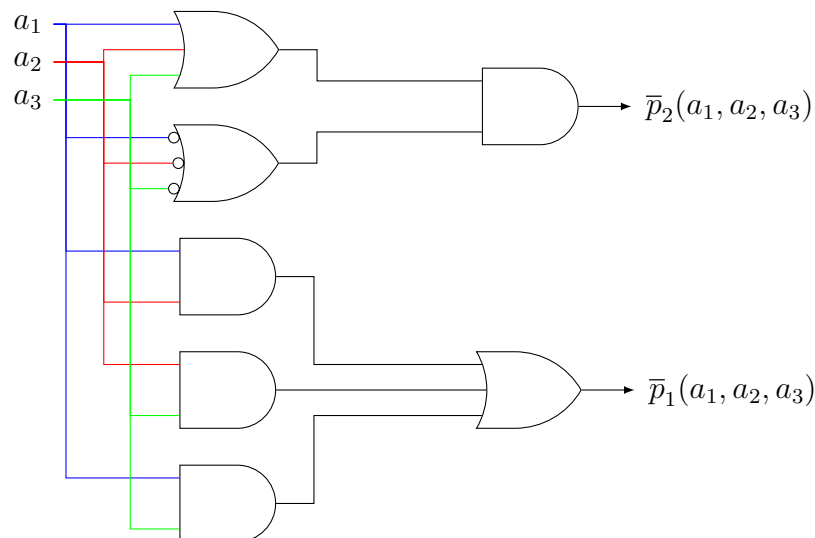 a₁
a₂
a₃
p̅₂(a₁, a₂, a₃)
p̅₁(a₁, a₂, a₃)